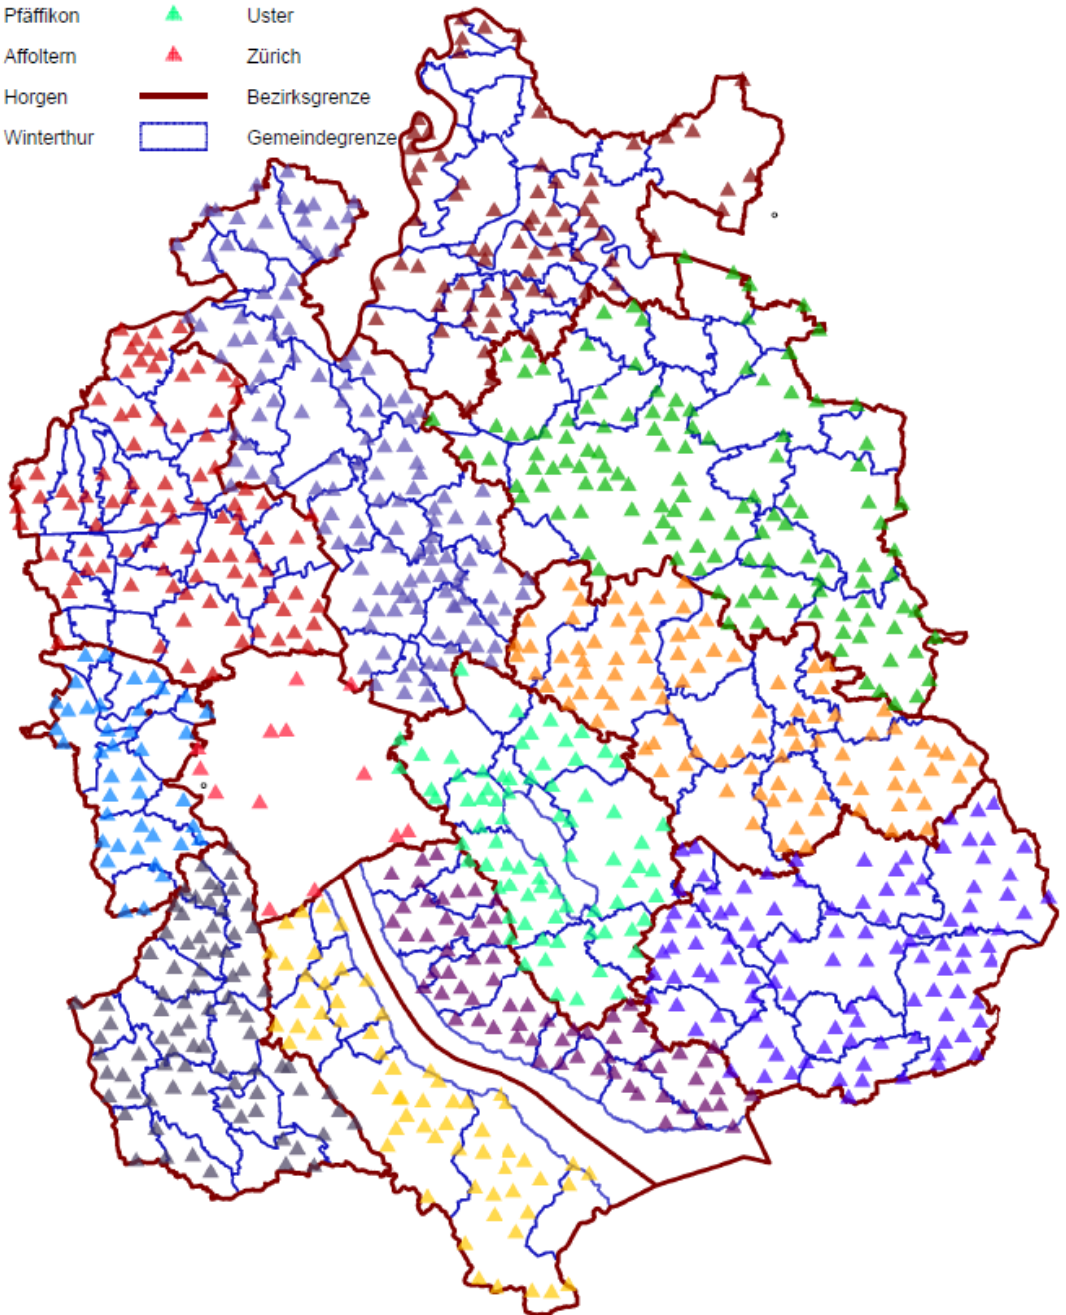 Pfäffikon Uster
Affoltern Zürich
Horgen Bezirksgrenze
Winterthur Gemeindegrenze